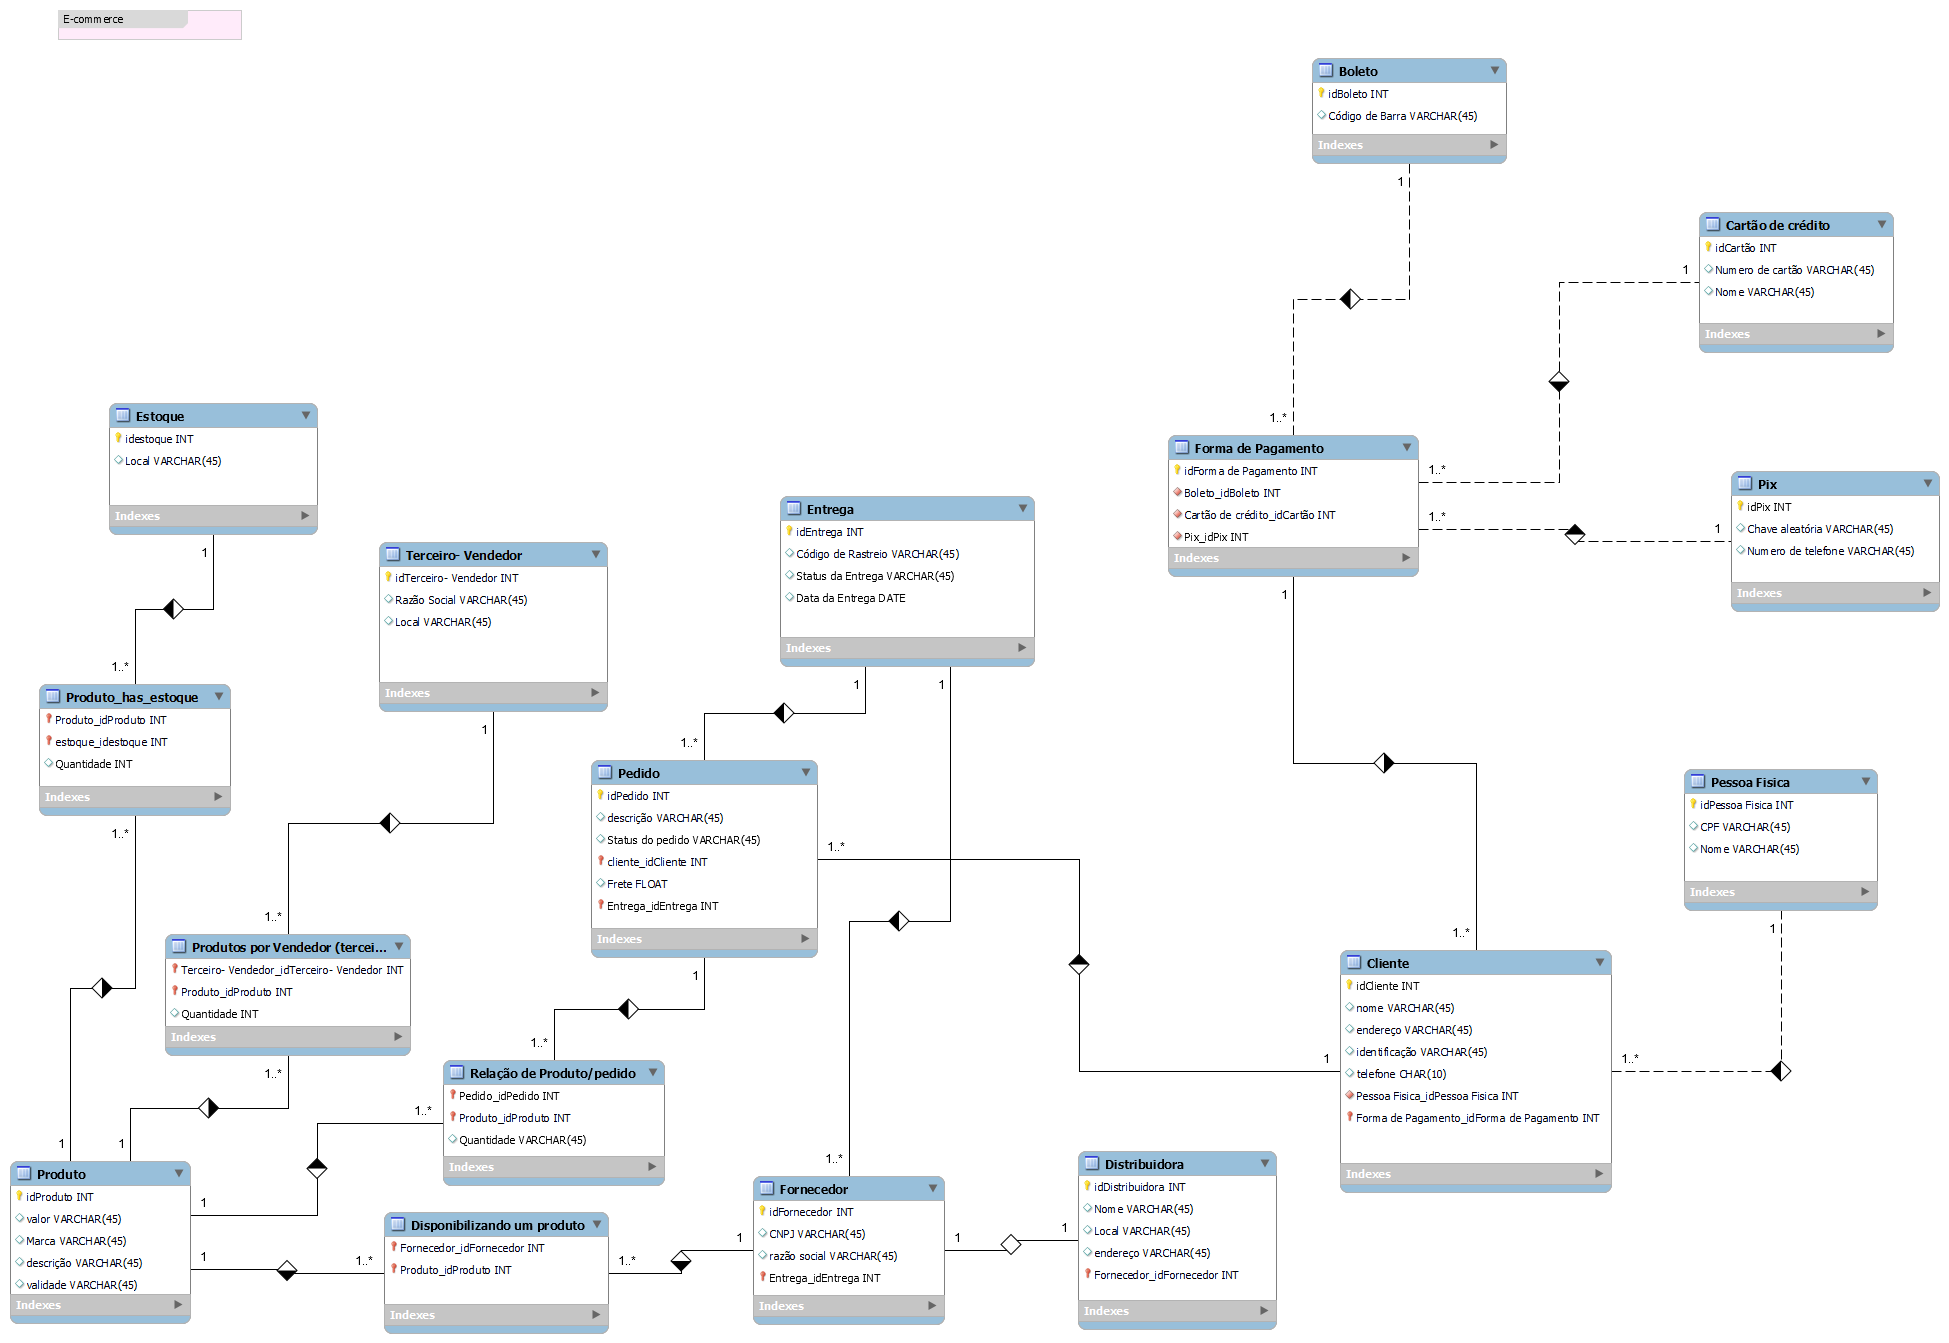 E-commerce
Boleto
idBoleto INT
Código de Barra VARCHAR(45)
Indexes
1
1..*
Cartão de crédito
idCartão INT
Numero de cartão VARCHAR(45)
Nome VARCHAR(45)
Indexes
1
1..*
Forma de Pagamento
idForma de Pagamento INT
Boleto_idBoleto INT
Cartão de crédito_idCartão INT
Pix_idPix INT
Indexes
1..*
1
1
Pix
idPix INT
Chave aleatória VARCHAR(45)
Numero de telefone VARCHAR(45)
Indexes
Estoque
idestoque INT
Local VARCHAR(45)
Indexes
1
1..*
Terceiro- Vendedor
idTerceiro- Vendedor INT
Razão Social VARCHAR(45)
Local VARCHAR(45)
Indexes
1
1..*
Entrega
idEntrega INT
Código de Rastreio VARCHAR(45)
Status da Entrega VARCHAR(45)
Data da Entrega DATE
Indexes
1
1
1..*
Produto_has_estoque
Produto_idProduto INT
estoque_idestoque INT
Quantidade INT
Indexes
1..*
1
Pedido
idPedido INT
descrição VARCHAR(45)
Status do pedido VARCHAR(45)
cliente_idCliente INT
Frete FLOAT
Entrega_idEntrega INT
Indexes
1..*
1
1
1..*
Pessoa Fisica
idPessoa Fisica INT
CPF VARCHAR(45)
Nome VARCHAR(45)
Indexes
1
1..*
Produtos por Vendedor (tercei...
Terceiro- Vendedor_idTerceiro- Vendedor INT
Produto_idProduto INT
Quantidade INT
Indexes
1..*
1
Cliente
idCliente INT
nome VARCHAR(45)
endereço VARCHAR(45)
identificação VARCHAR(45)
telefone CHAR(10)
Pessoa Fisica_idPessoa Fisica INT
Forma de Pagamento_idForma de Pagamento INT
Indexes
1..*
Relação de Produto/pedido
Pedido_idPedido INT
Produto_idProduto INT
Quantidade VARCHAR(45)
Indexes
1..*
1
Produto
idProduto INT
valor VARCHAR(45)
Marca VARCHAR(45)
descrição VARCHAR(45)
validade VARCHAR(45)
Indexes
1
1..*
Disponibilizando um produto
Fornecedor_idFornecedor INT
Produto_idProduto INT
Indexes
1..*
1
1..*
Fornecedor
idFornecedor INT
CNPJ VARCHAR(45)
razão social VARCHAR(45)
Entrega_idEntrega INT
Indexes
1
1
Distribuidora
idDistribuidora INT
Nome VARCHAR(45)
Local VARCHAR(45)
endereço VARCHAR(45)
Fornecedor_idFornecedor INT
Indexes